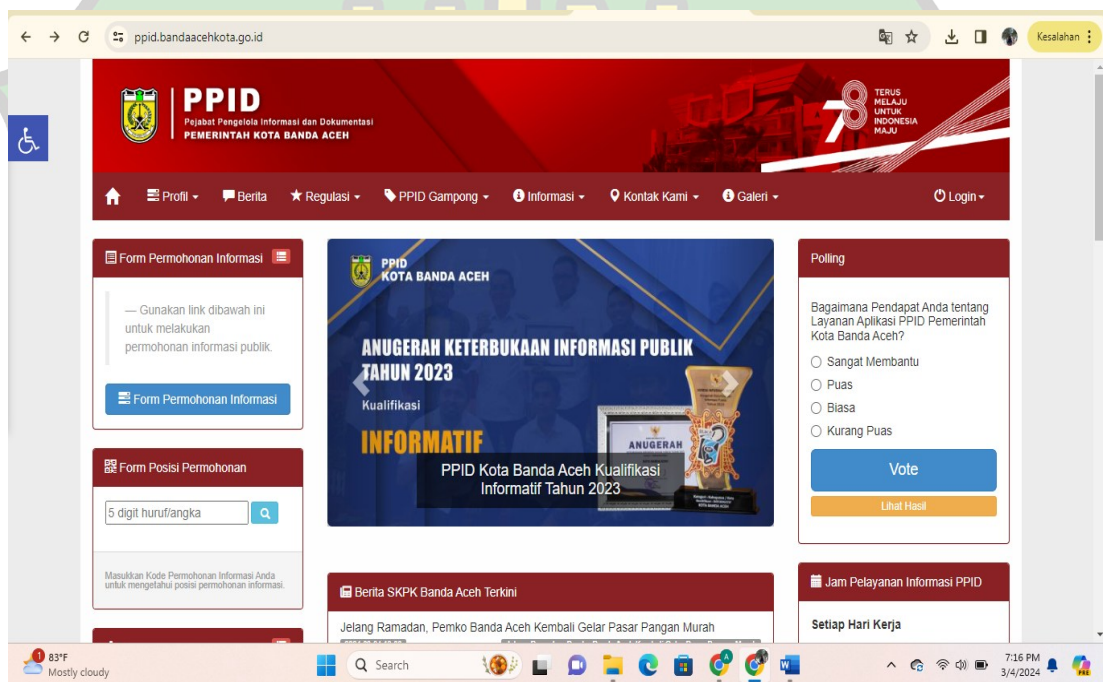 ppid.bandaacehkota.go.id
Kesalahan
PPID
Pejabat Pengelola Informasi dan Dokumentasi
PEMERINTAH KOTA BANDA ACEH
78
TERUS
MELAJU
UNTUK
INDONESIA
MAJU
Profil
Berita
Regulasi
PPID Gampong
Informasi
Kontak Kami
Galeri
Login
Form Permohonan Informasi
— Gunakan link dibawah ini
untuk melakukan
permohonan informasi publik.
Form Permohonan Informasi
Form Posisi Permohonan
5 digit huruf/angka
Masukkan Kode Permohonan Informasi Anda
untuk mengetahui posisi permohonan informasi.
PPID
KOTA BANDA ACEH
ANUGERAH KETERBUKAAN INFORMASI PUBLIK
TAHUN 2023
Kualifikasi
INFORMATIF
ANUGERAH
PPID Kota Banda Aceh Kualifikasi
Informatif Tahun 2023
Berita SKPK Banda Aceh Terkini
Jelang Ramadan, Pemko Banda Aceh Kembali Gelar Pasar Pangan Murah
Polling
Bagaimana Pendapat Anda tentang
Layanan Aplikasi PPID Pemerintah
Kota Banda Aceh?
Sangat Membantu
Puas
Biasa
Kurang Puas
Vote
Lihat Hasil
Jam Pelayanan Informasi PPID
Setiap Hari Kerja
1
83°F
Mostly cloudy
Search
7:16 PM
3/4/2024
PRE